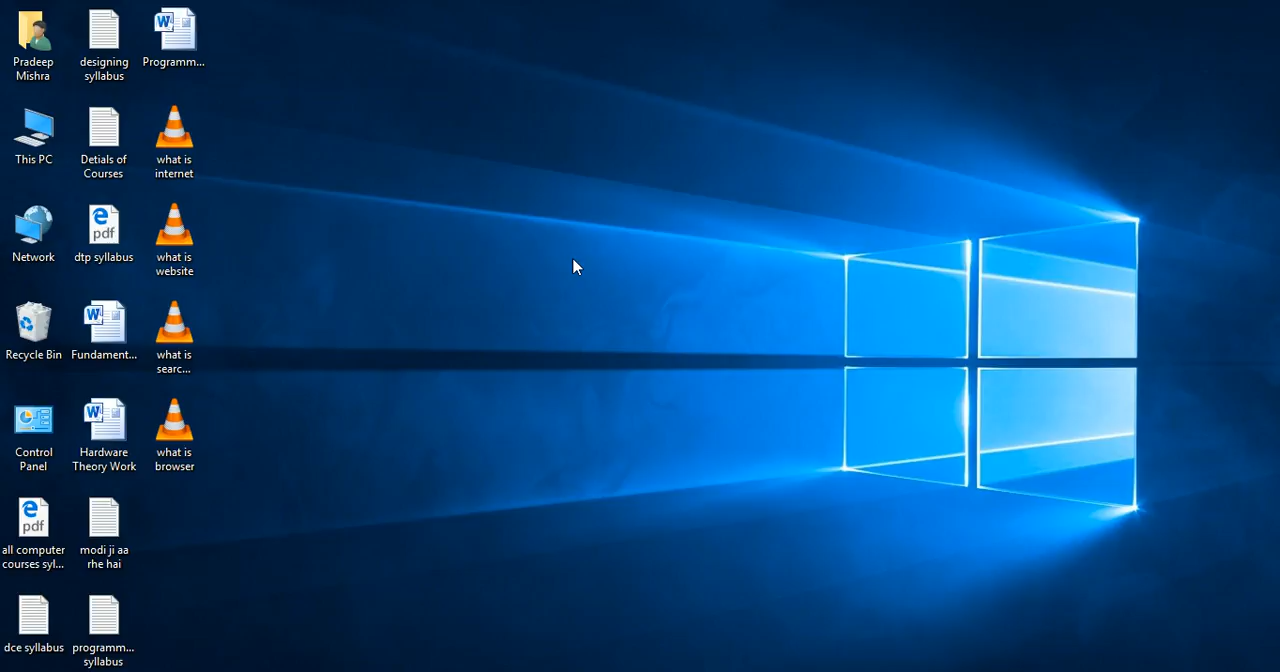 Pradeep
Mishra
This PC
Network
Recycle Bin
Control
Panel
pdf
all computer
courses syl...
dce syllabus
designing
syllabus
Detials of
Courses
pdf
dtp syllabus
W
Fundament...
W
Hardware
Theory Work
modi ji aa
rhe hai
programm...
syllabus
W
Programm...
what is
internet
what is
website
what is
searc...
what is
browser